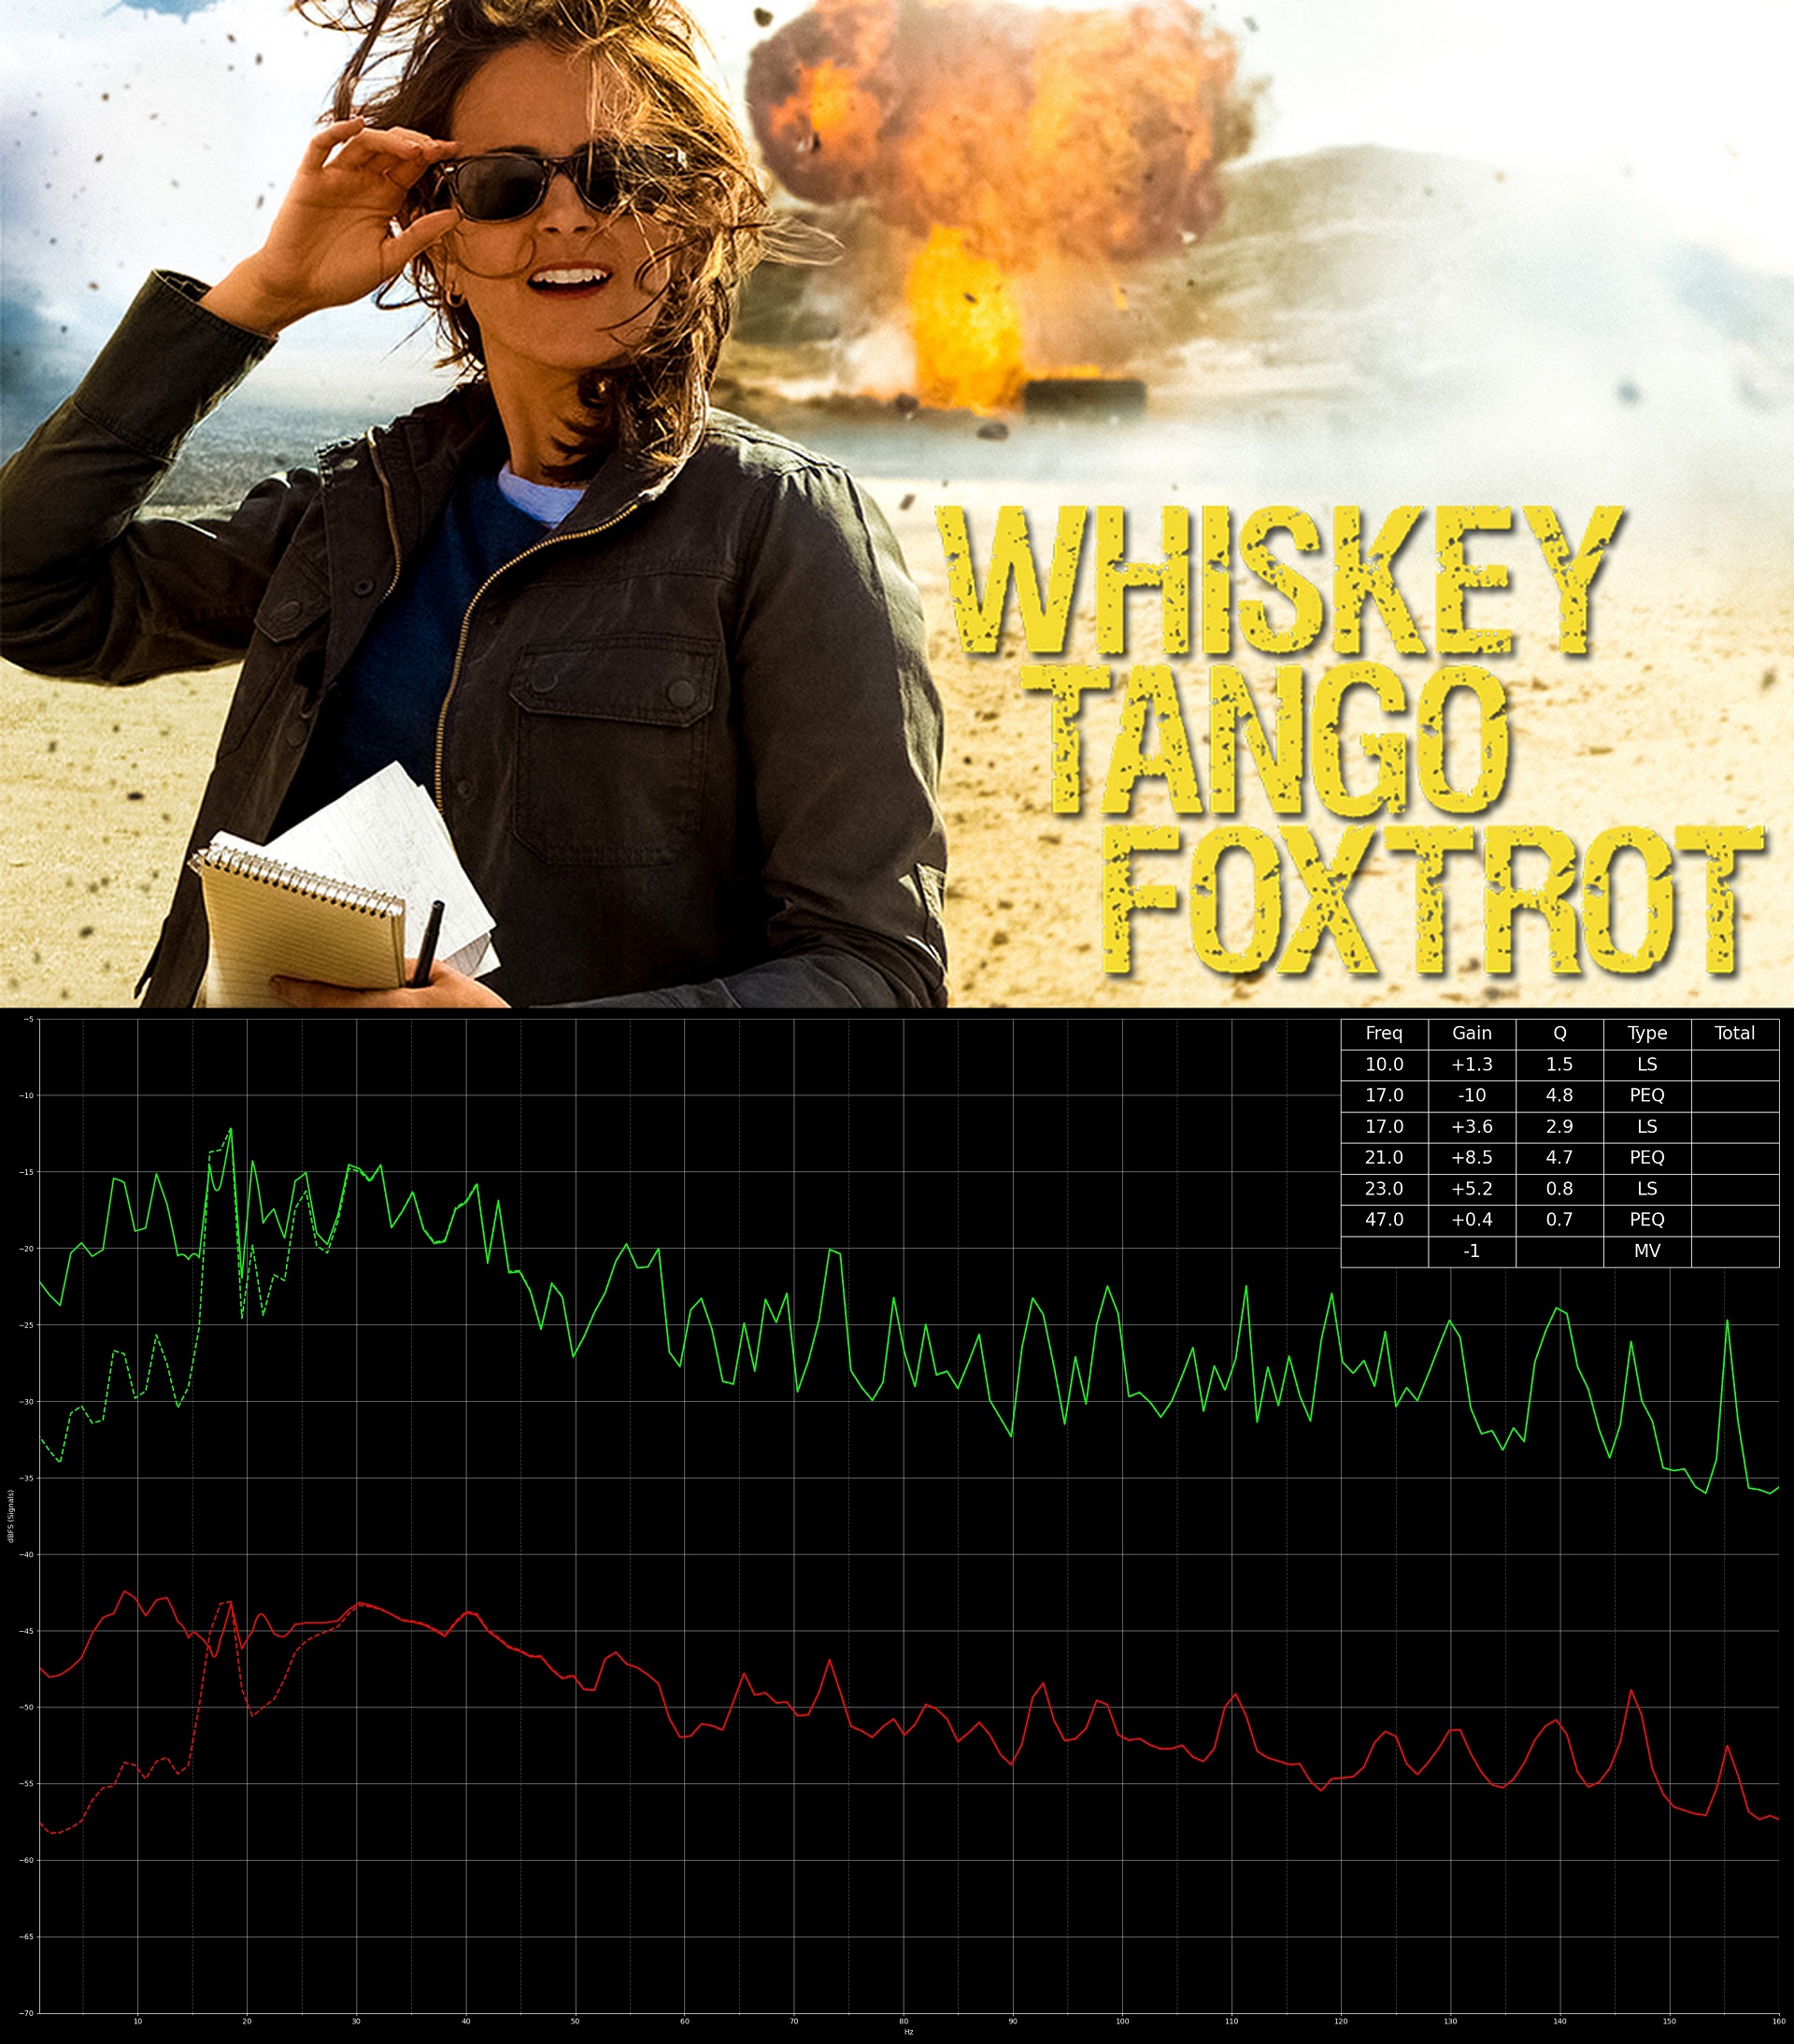 WHISKEY
TANGO
FOXTROT
Freq Gain Q Type Total
10.0 +1.3 1.5 LS
17.0 -10 4.8 PEQ
17.0 +3.6 2.9 LS
21.0 +8.5 4.7 PEQ
23.0 +5.2 0.8 LS
47.0 +0.4 0.7 PEQ
-1 MV
−5
−10
−15
−20
−25
−30
−35
−40
−45
−50
−55
−60
−65
−70
dBFS (Signals)
10 20 30 40 50 60 70 80 90 100 110 120 130 140 150 160
Hz